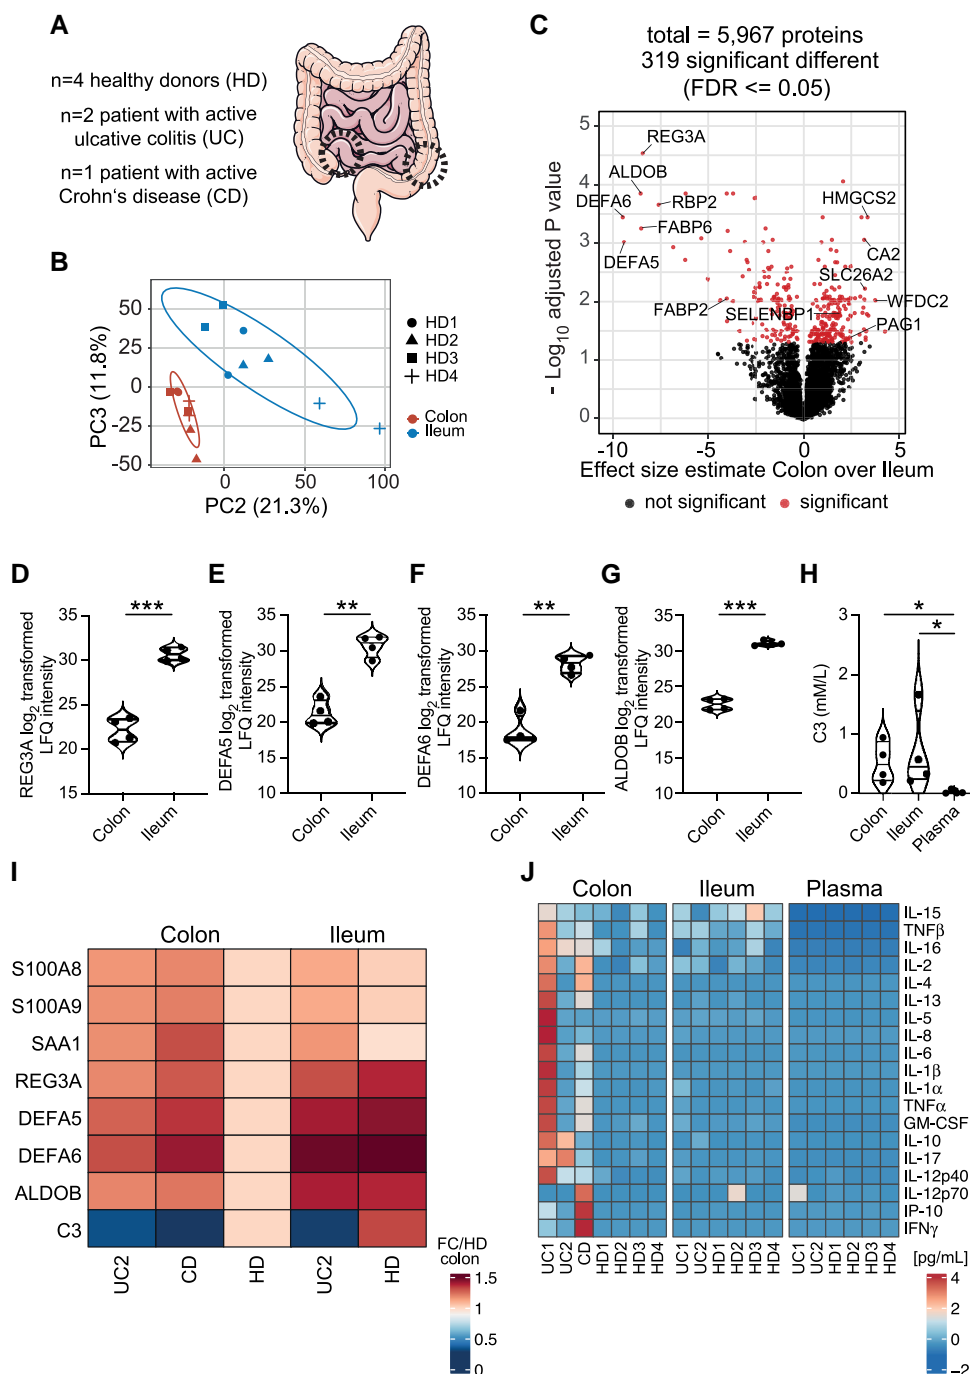 A
n=4 healthy donors (HD)
n=2 patient with active
ulcative colitis (UC)
n=1 patient with active
Crohn‘s disease (CD)
B
PC3 (11.8%)
50
25
0
-25
-50
0
50
100
PC2 (21.3%)
HD1
HD2
HD3
HD4
Colon
Ileum
C
total = 5,967 proteins
319 significant different
(FDR <= 0.05)
- Log10 adjusted P value
5
4
3
2
1
0
REG3A
ALDOB
DEFA6
RBP2
FABP6
DEFA5
FABP2
SELENBP1
HMGCS2
CA2
SLC26A2
WFDC2
PAG1
-10
-5
0
5
Effect size estimate Colon over Ileum
not significant
significant
D
REG3A log2 transformed
LFQ intensity
35
30
25
20
15
***
Colon
Ileum
E
DEFA5 log2 transformed
LFQ intensity
35
30
25
20
15
10
**
Colon
Ileum
F
DEFA6 log2 transformed
LFQ intensity
35
30
25
20
15
10
**
Colon
Ileum
G
ALDOB log2 transformed
LFQ intensity
35
30
25
20
15
10
***
Colon
Ileum
H
C3 (mM/L)
3
2
1
0
*
*
Colon
Ileum
Plasma
I
Colon
Ileum
S100A8
S100A9
SAA1
REG3A
DEFA5
DEFA6
ALDOB
C3
UC2
CD
HD
UC2
HD
FC/HD
colon
1.5
1
0.5
0
J
Colon
Ileum
Plasma
IL-15
TNFβ
IL-16
IL-2
IL-4
IL-13
IL-5
IL-8
IL-6
IL-1β
IL-1α
TNFα
GM-CSF
IL-10
IL-17
IL-12p40
IL-12p70
IP-10
IFNγ
UC1
UC2
CD
HD1
HD2
HD3
HD4
UC1
UC2
HD1
HD2
HD3
HD4
UC1
UC2
HD1
HD2
HD3
HD4
[pg/mL]
4
2
0
−2